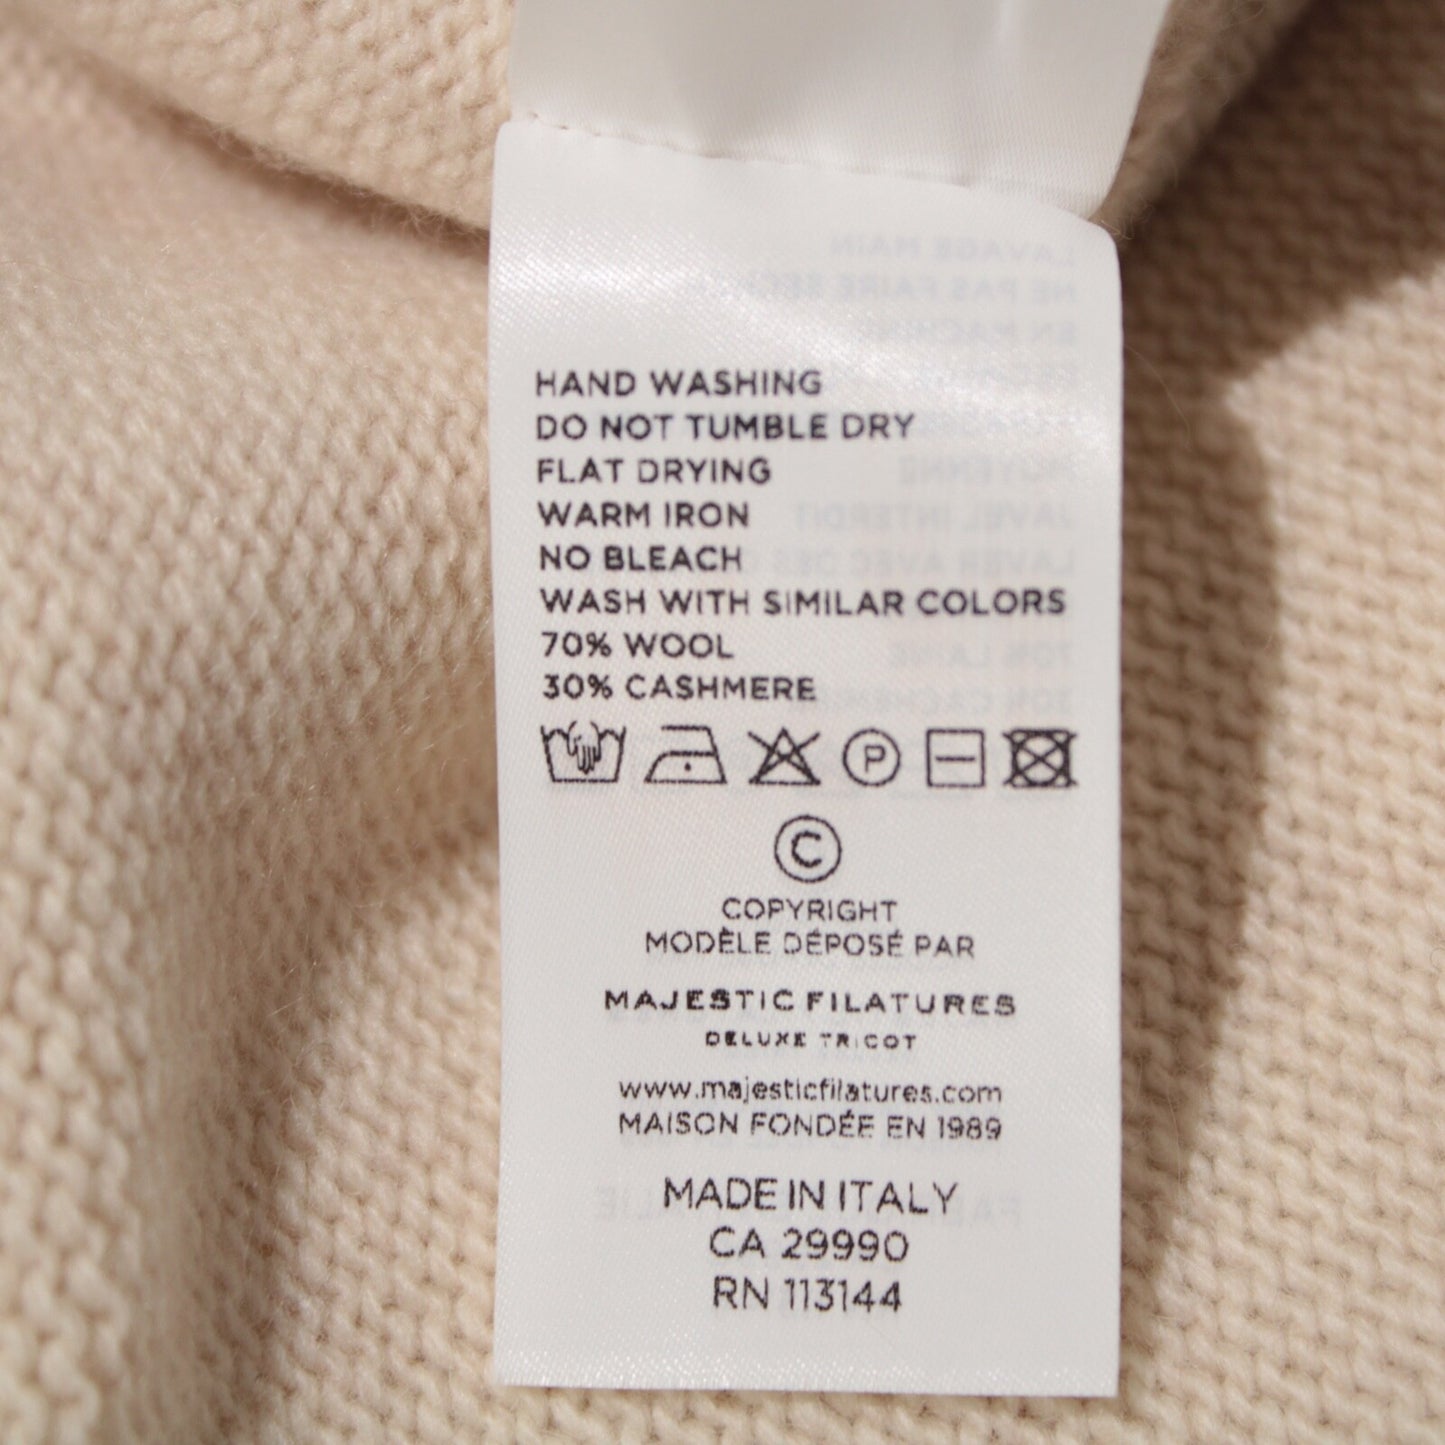 HAND WASHING
DO NOT TUMBLE DRY
FLAT DRYING
WARM IRON
NO BLEACH
WASH WITH SIMILAR COLORS
70% WOOL
30% CASHMERE
P
©
COPYRIGHT
MODÈLE DÉPOSÉ PAR
MAJESTIC FILATURES
DELUXE TRICOT
www.majesticfilatures.com
MAISON FONDÉE EN 1989
MADE IN ITALY
CA 29990
RN 113144